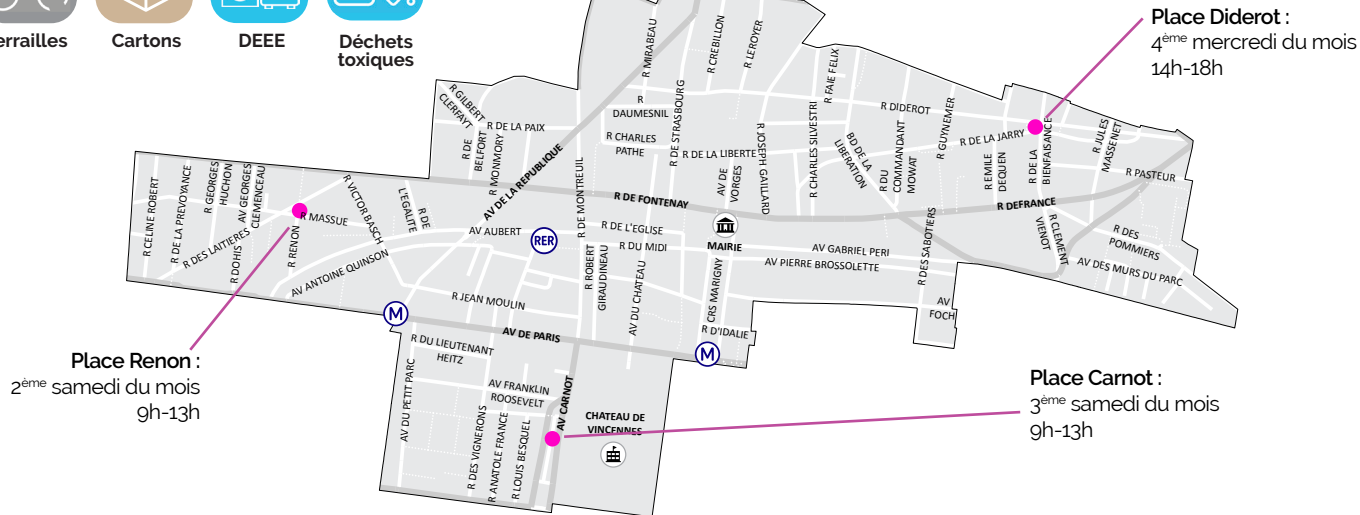 errailles
Cartons
DEEE
Déchets
toxiques
Place Diderot :
4ème mercredi du mois
14h-18h
R MIRABEAU
R CREBILLON
R LEROYER
R FAIE FELIX
R GILBERT
CLERFAYT
R
DAUMESNIL
R DE STRASBOURG
R DIDEROT
R GUYNEMER
R DE LA JARRY
R JULES
MASSENET
R DE
BELFORT
R DE LA PAIX
R MONMORY
R CHARLES
PATHE
R DE LA LIBERTE
R JOSEPH GAILLARD
R CHARLES SILVESTRI
BD DE LA
LIBERATION
R DU
COMMANDANT
MOWAT
R EMILE
DEQUEN
R DE LA
BIENFAISANCE
R PASTEUR
AV DE LA REPUBLIQUE
R DE MONTREUIL
AV DE
VORGES
R CELINE ROBERT
R DE LA PREVOYANCE
R GEORGES
HUCHON
AV GEORGES
CLEMENCEAU
R VICTOR BASCH
R DE
L'EGALITE
R DE FONTENAY
R DEFRANCE
R MASSUE
R DES LAITIERES
R DOHIS
R RENON
AV AUBERT
RER
R DE L'EGLISE
R DU MIDI
MAIRIE
AV GABRIEL PERI
AV PIERRE BROSSOLETTE
R DES SABOTIERS
R CLEMENT
VIENOT
R DES
POMMIERS
AV DES MURS DU PARC
AV ANTOINE QUINSON
R ROBERT
GIRAUDINEAU
AV DU CHATEAU
CRS MARIGNY
R JEAN MOULIN
AV
FOCH
M
AV DE PARIS
R D'IDALIE
M
R DU LIEUTENANT
HEITZ
Place Renon :
2ème samedi du mois
9h-13h
AV DU PETIT PARC
AV FRANKLIN
ROOSEVELT
AV CARNOT
CHATEAU DE
VINCENNES
R DES VIGNERONS
R ANATOLE FRANCE
R LOUIS BESQUEL
Place Carnot :
3ème samedi du mois
9h-13h